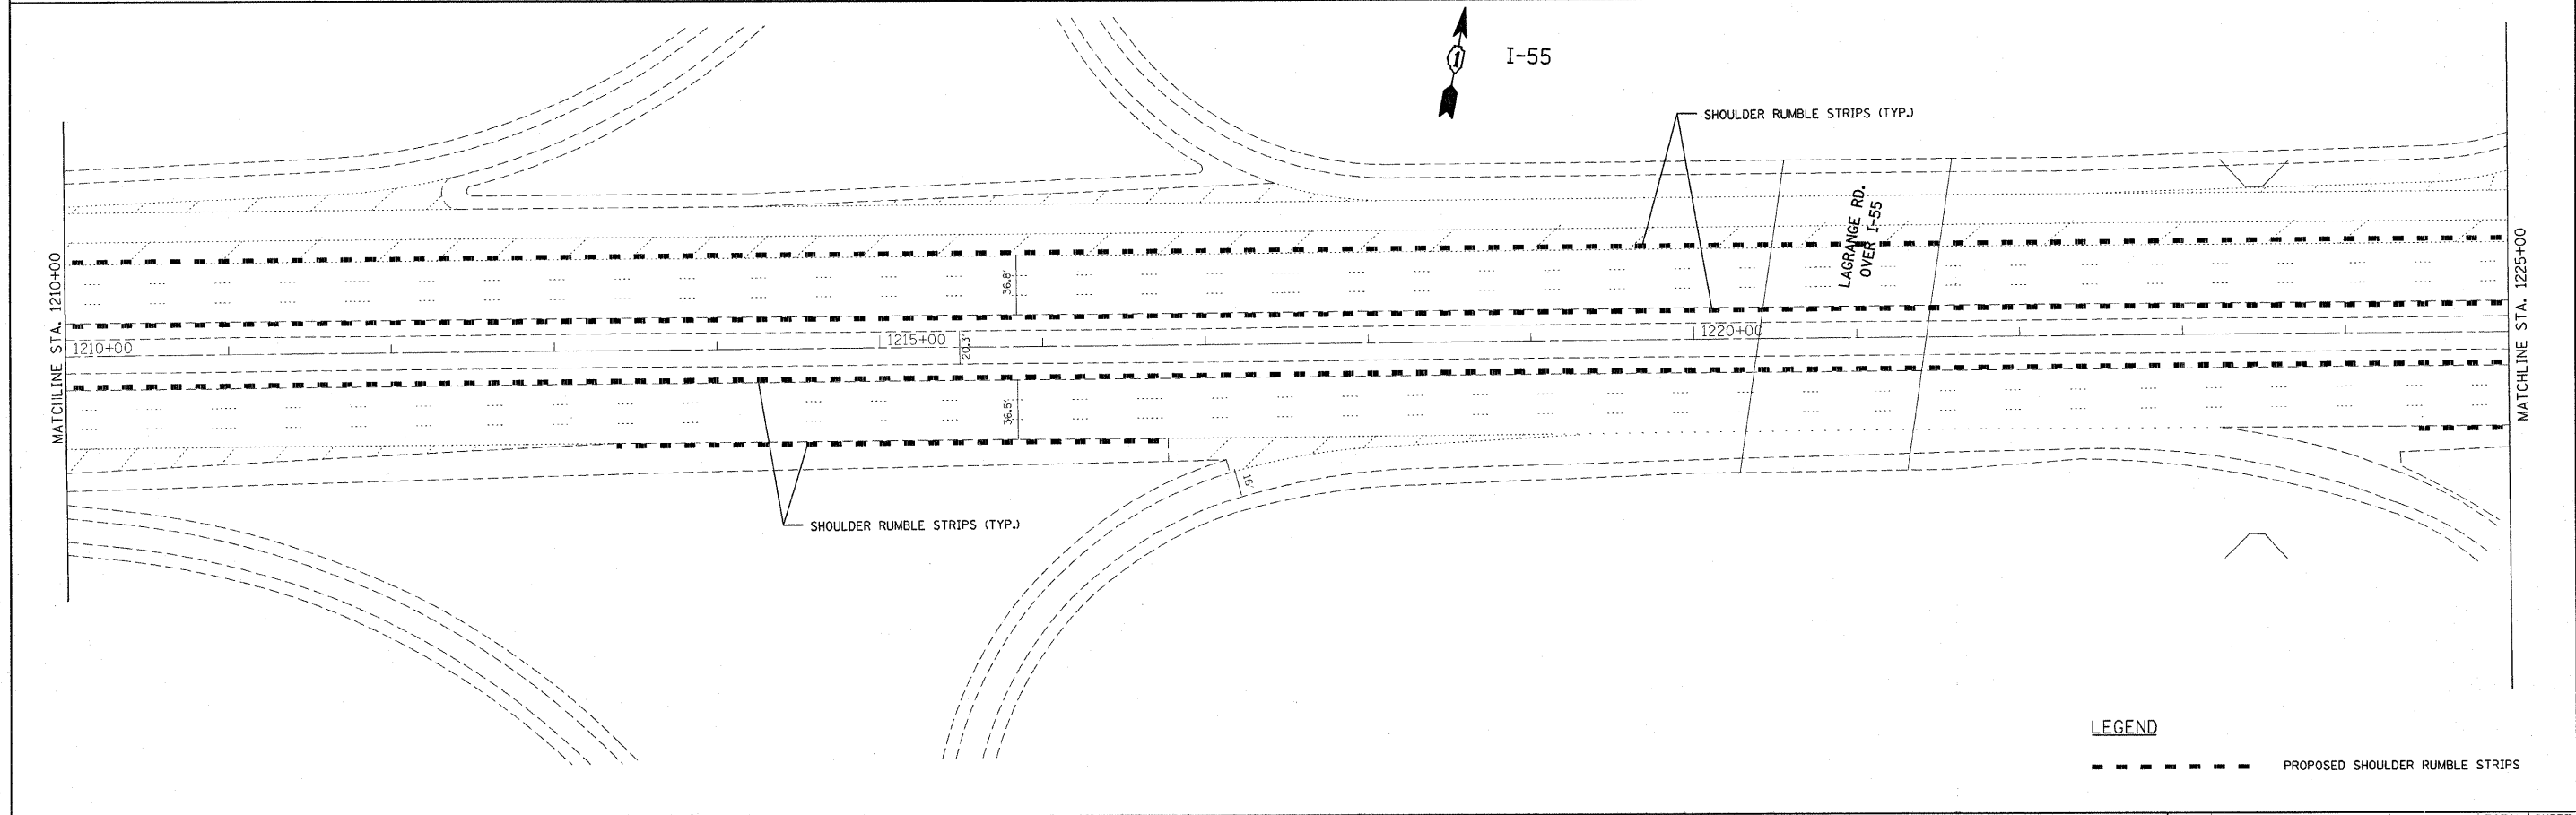 I-55
SHOULDER RUMBLE STRIPS (TYP.)
LAGRANGE RD.
OVER I-55
MATCHLINE STA. 1210+00
MATCHLINE STA. 1225+00
36.8'
1210+00
1215+00
20.3'
1220+00
36.5'
16'
SHOULDER RUMBLE STRIPS (TYP.)
LEGEND
PROPOSED SHOULDER RUMBLE STRIPS